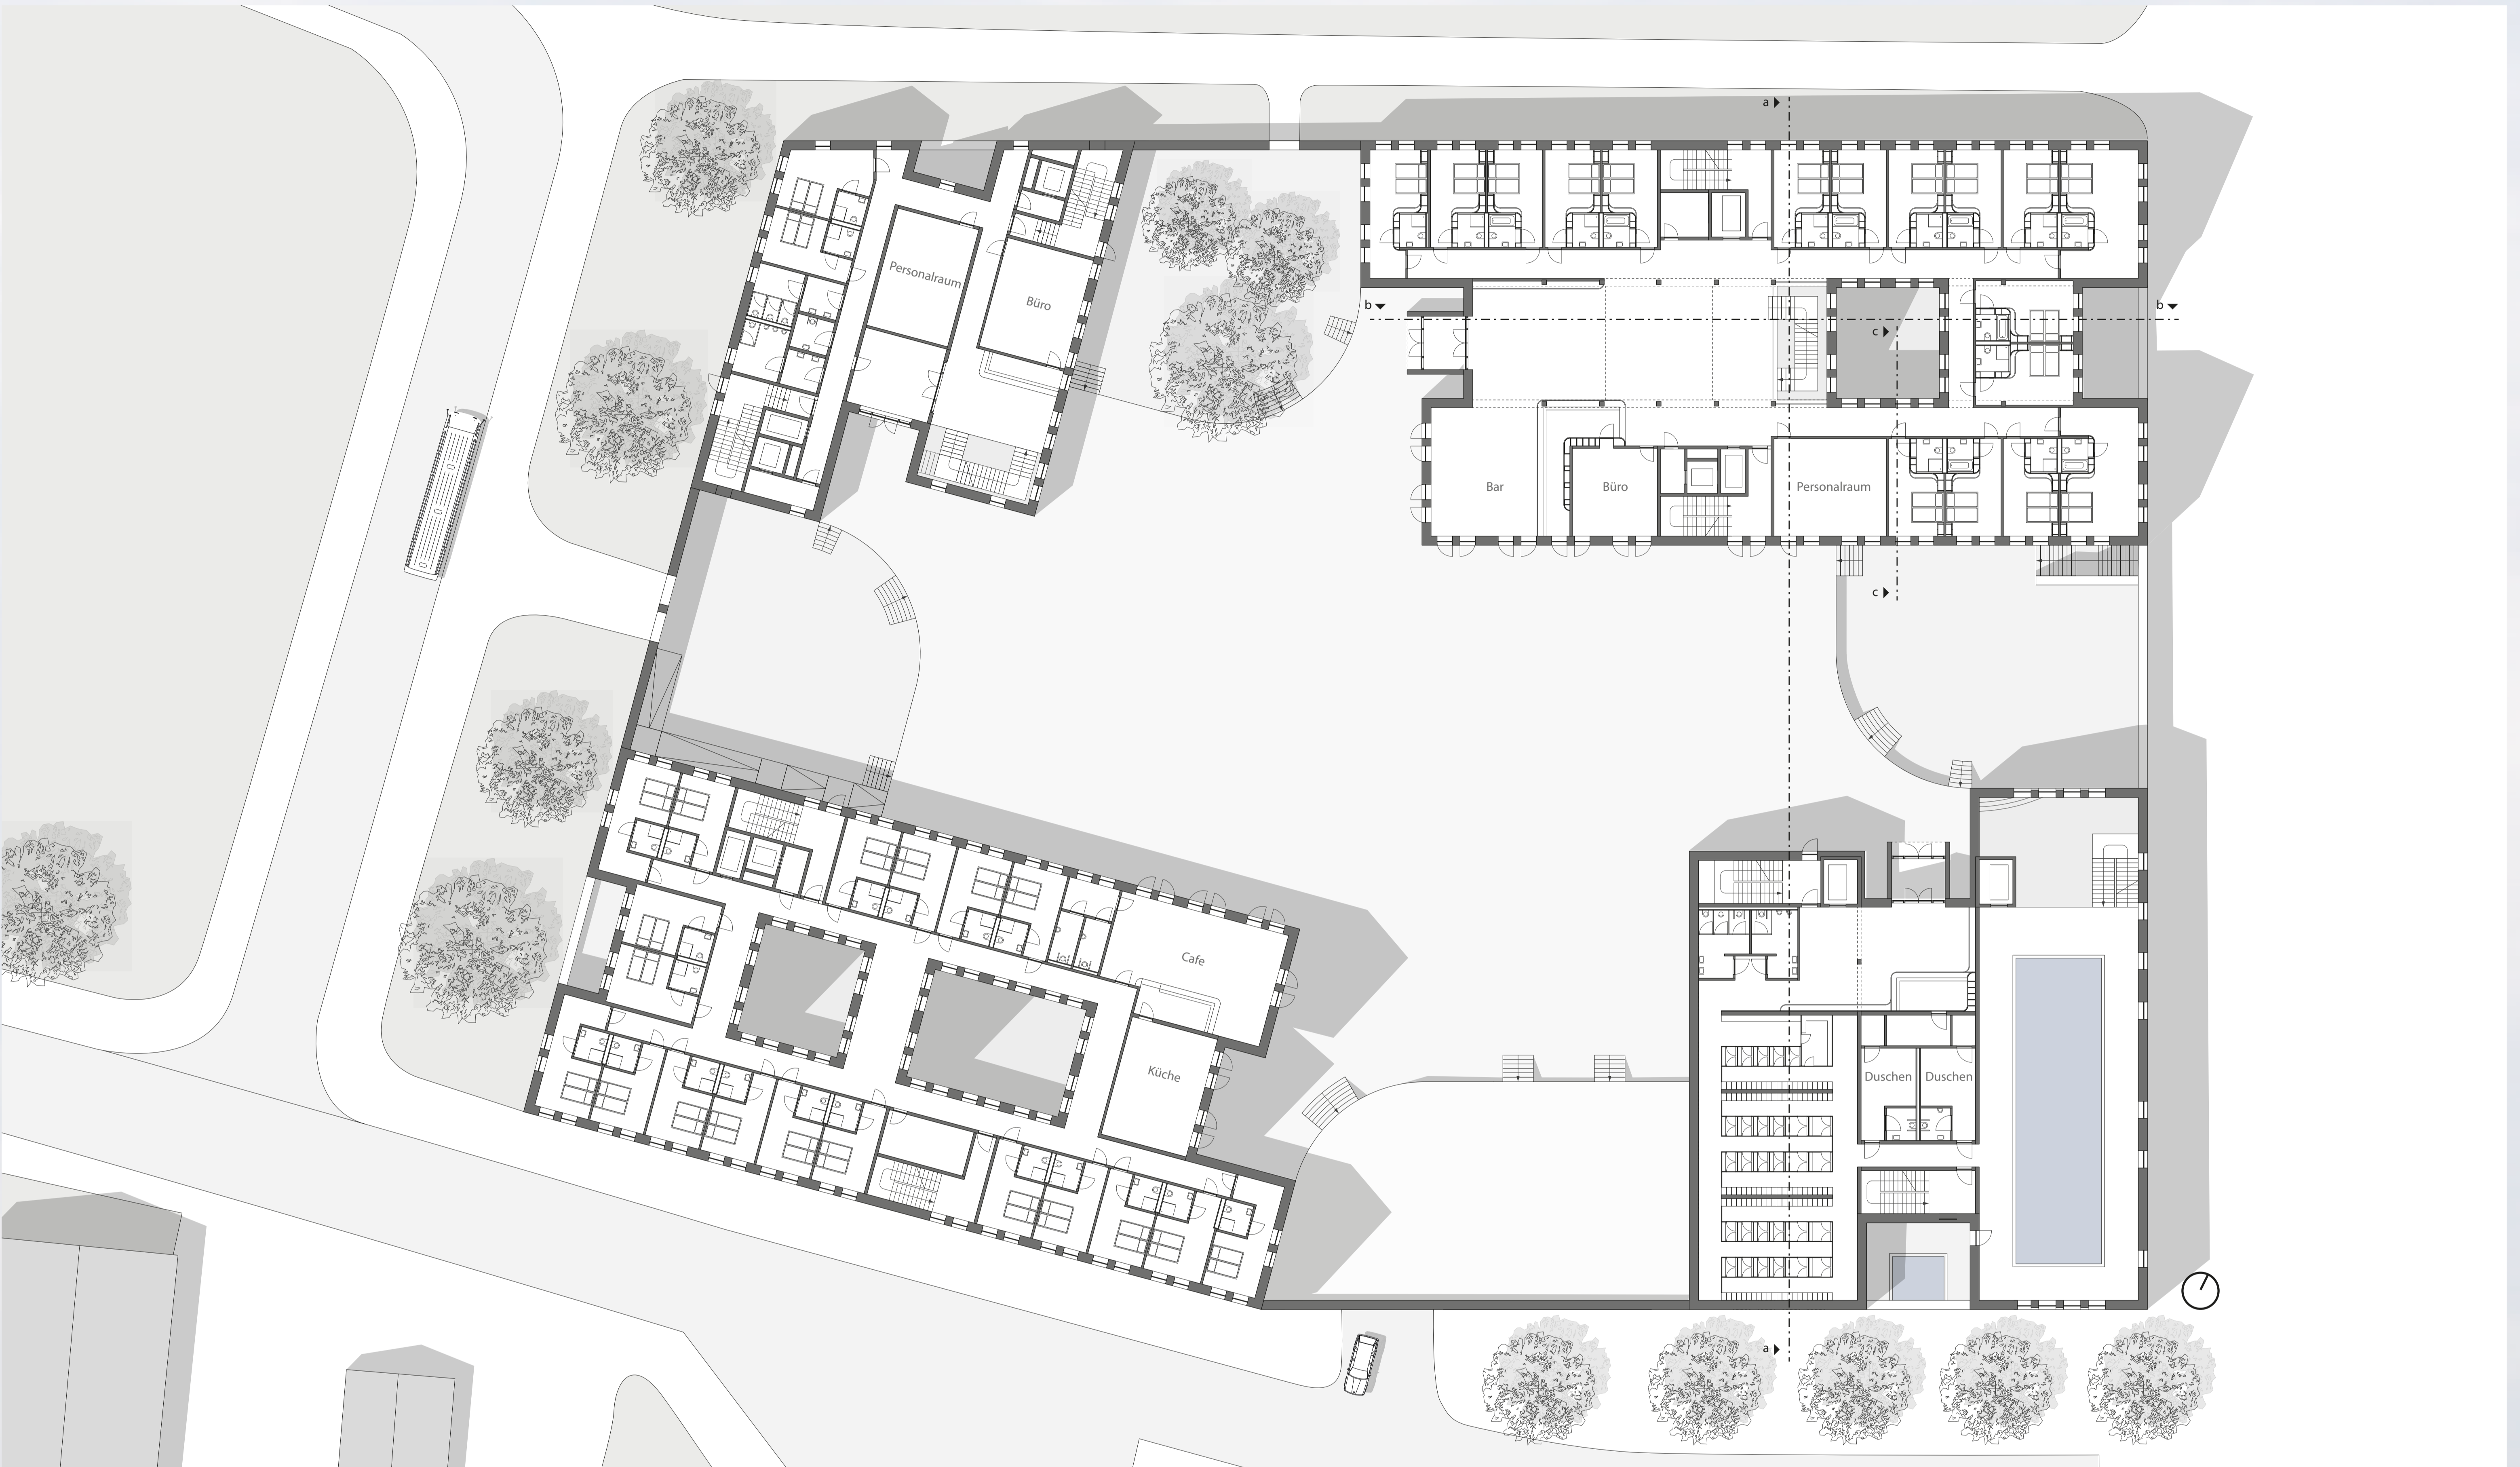 a
Personalraum
Büro
b
b
c
Bar
Büro
Personalraum
c
Cafe
Küche
Duschen
Duschen
a